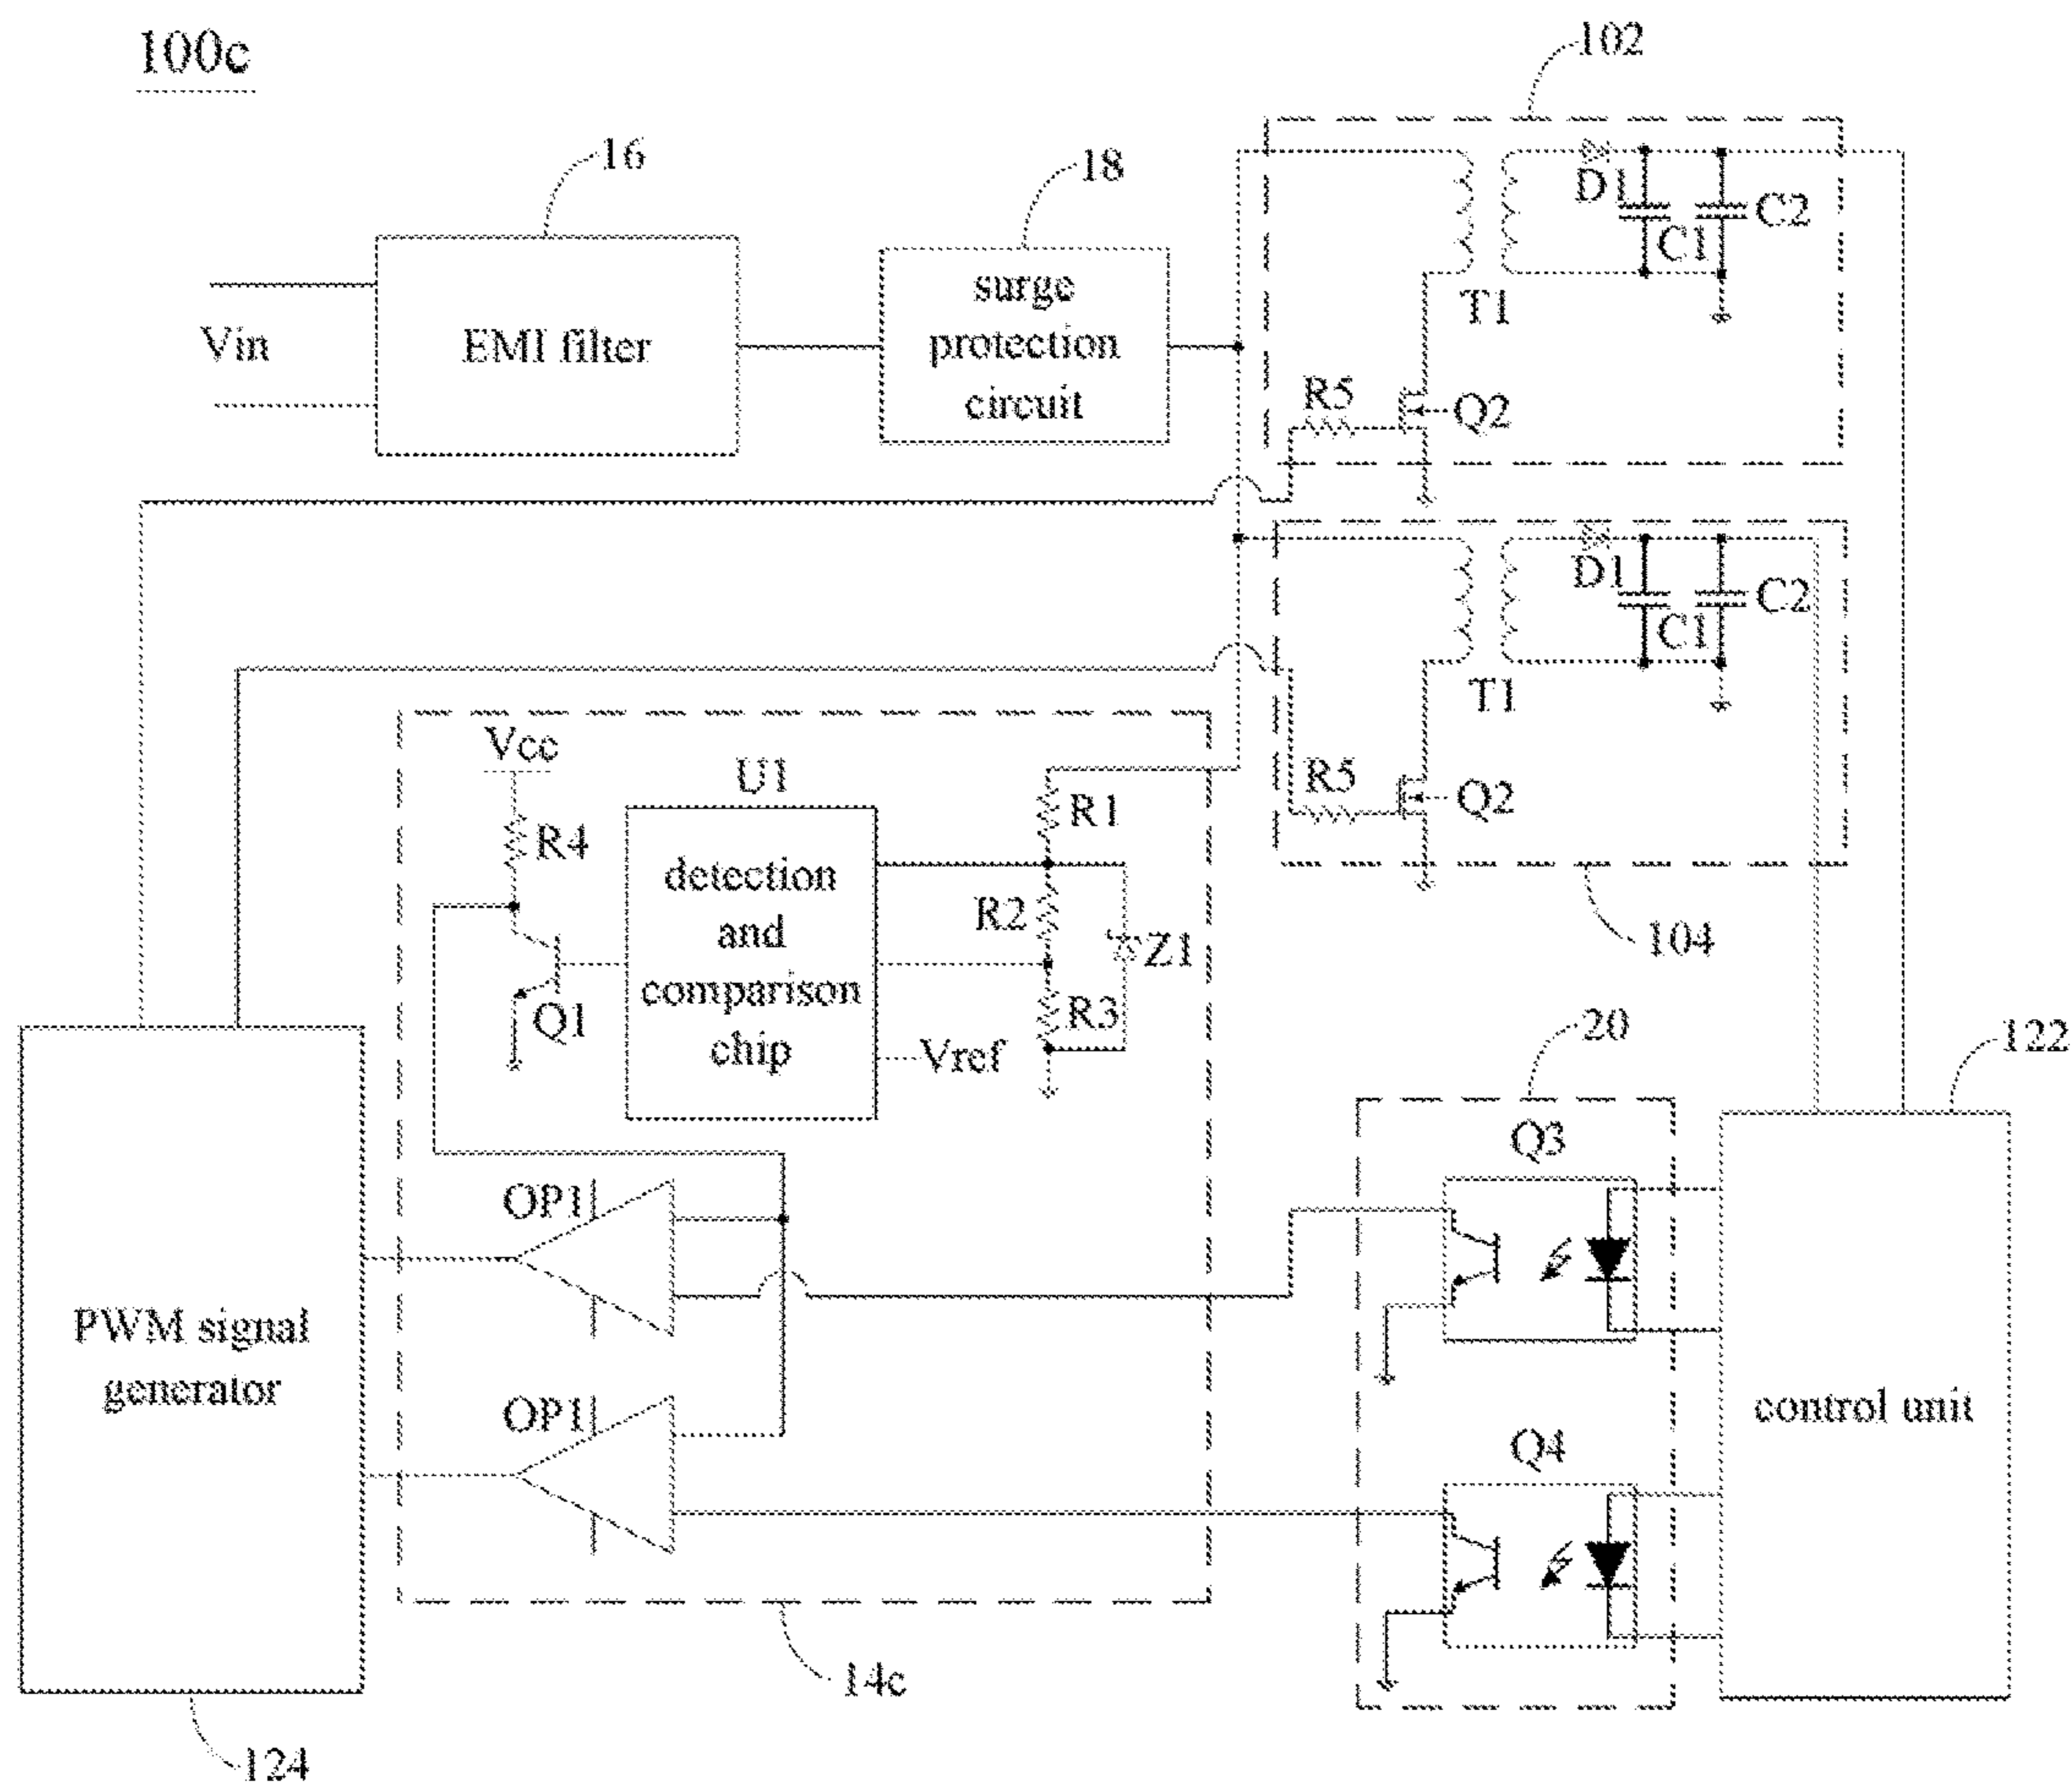 100c
102
16
18
D1
C1
C2
Vin
EMI filter
surge
protection
circuit
T1
R5
Q2
D1
C1
C2
T1
R5
Q2
104
Vcc
R4
Q1
U1
detection
and
comparison
chip
R1
R2
Z1
R3
Vref
20
122
OP1
OP1
Q3
Q4
PWM signal
generator
control unit
14c
124